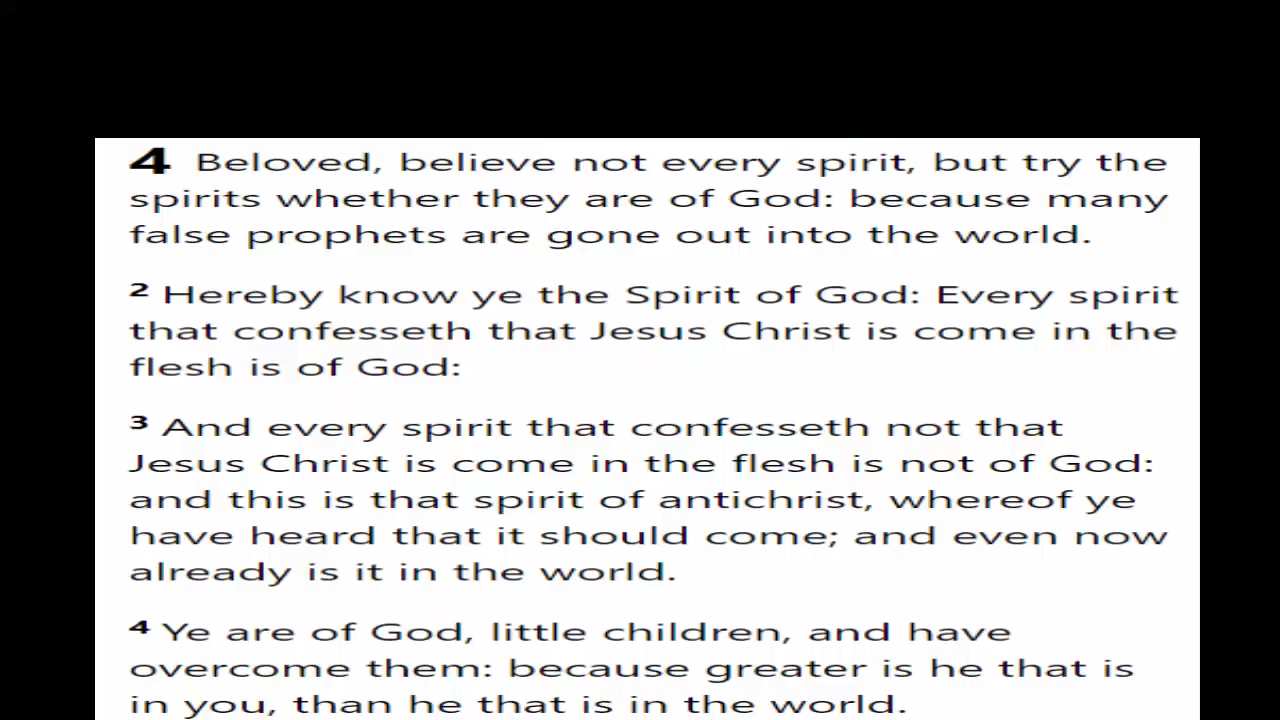 4 Beloved, believe not every spirit, but try the
spirits whether they are of God: because many
false prophets are gone out into the world.
2 Hereby know ye the Spirit of God: Every spirit
that confesseth that Jesus Christ is come in the
flesh is of God:
3 And every spirit that confesseth not that
Jesus Christ is come in the flesh is not of God:
and this is that spirit of antichrist, whereof ye
have heard that it should come; and even now
already is it in the world.
4 Ye are of God, little children, and have
overcome them: because greater is he that is
in you, than he that is in the world.